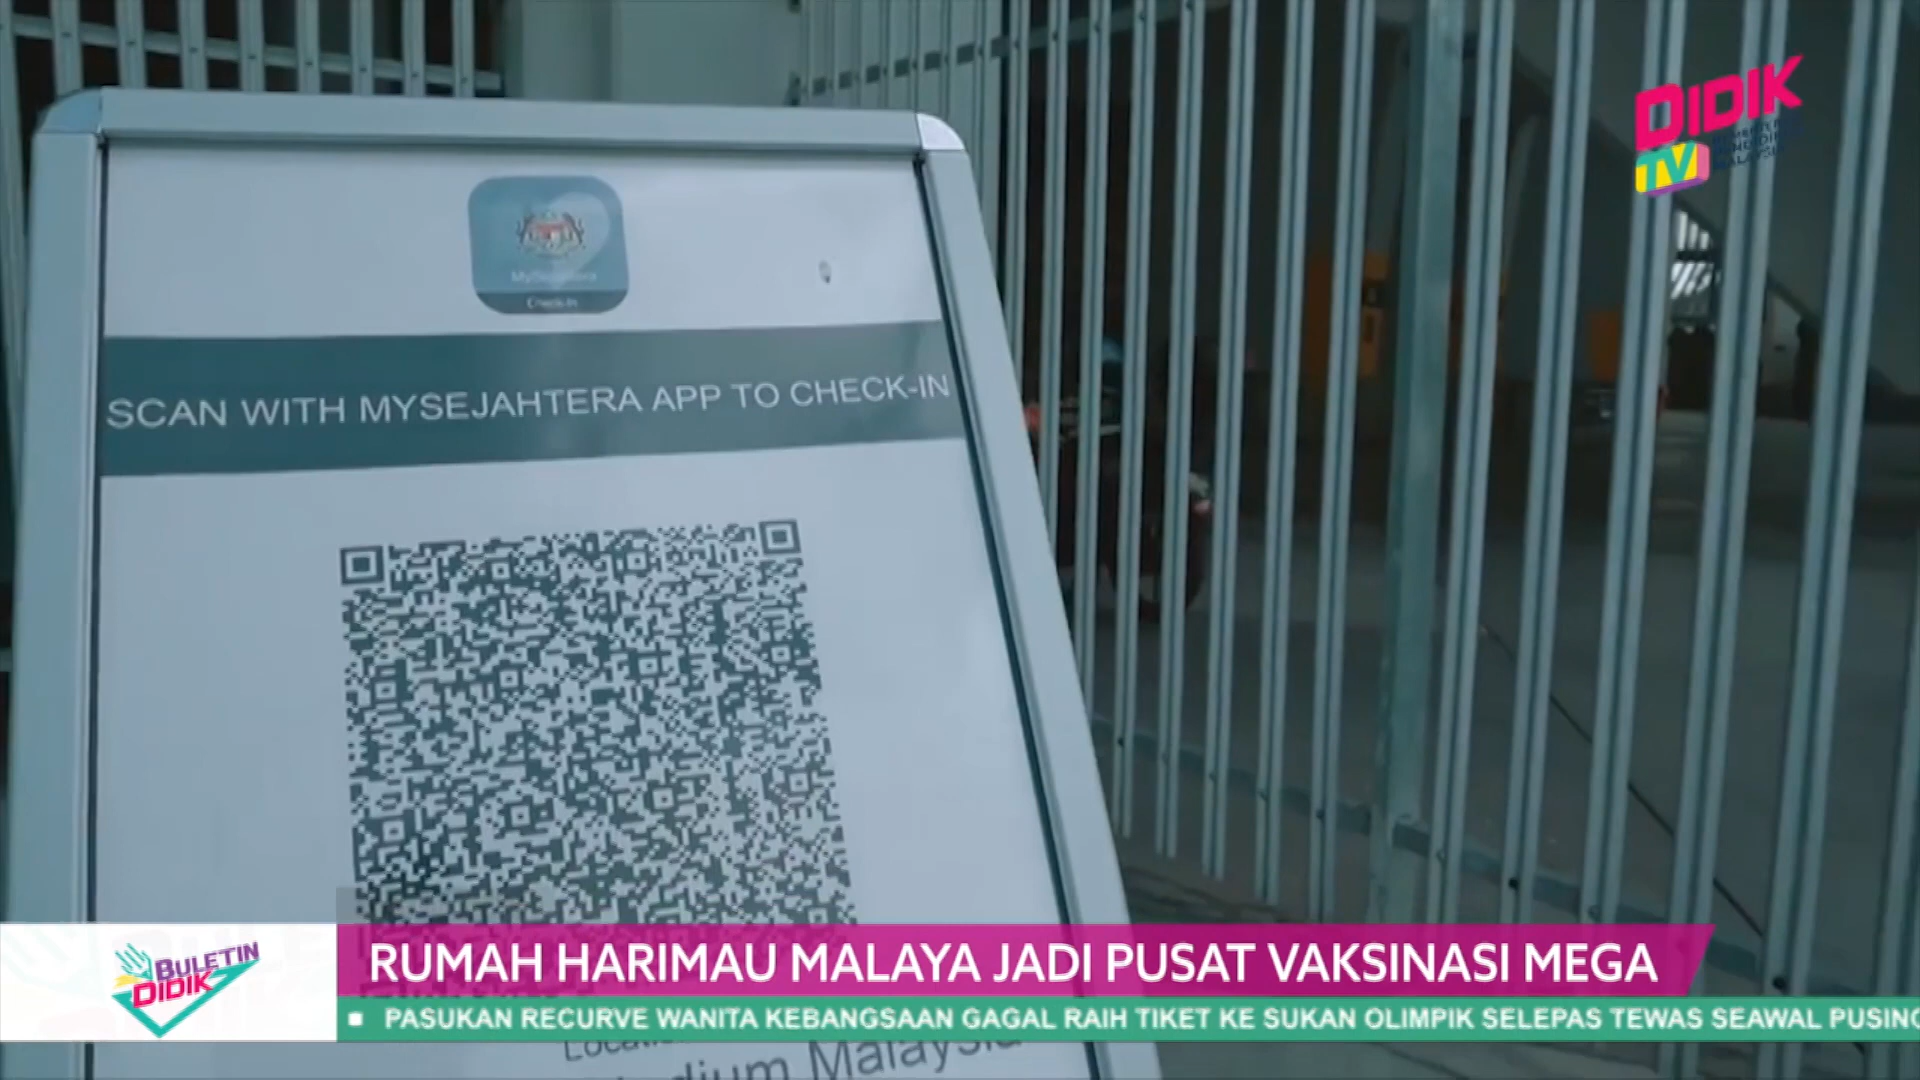 DIDIK
TV
MySejahtera
Check-In
SCAN WITH MYSEJAHTERA APP TO CHECK-IN
BULETIN
DIDIK
RUMAH HARIMAU MALAYA JADI PUSAT VAKSINASI MEGA
PASUKAN RECURVE WANITA KEBANGSAAN GAGAL RAIH TIKET KE SUKAN OLIMPIK SELEPAS TEWAS SEAWAL
Malaysia